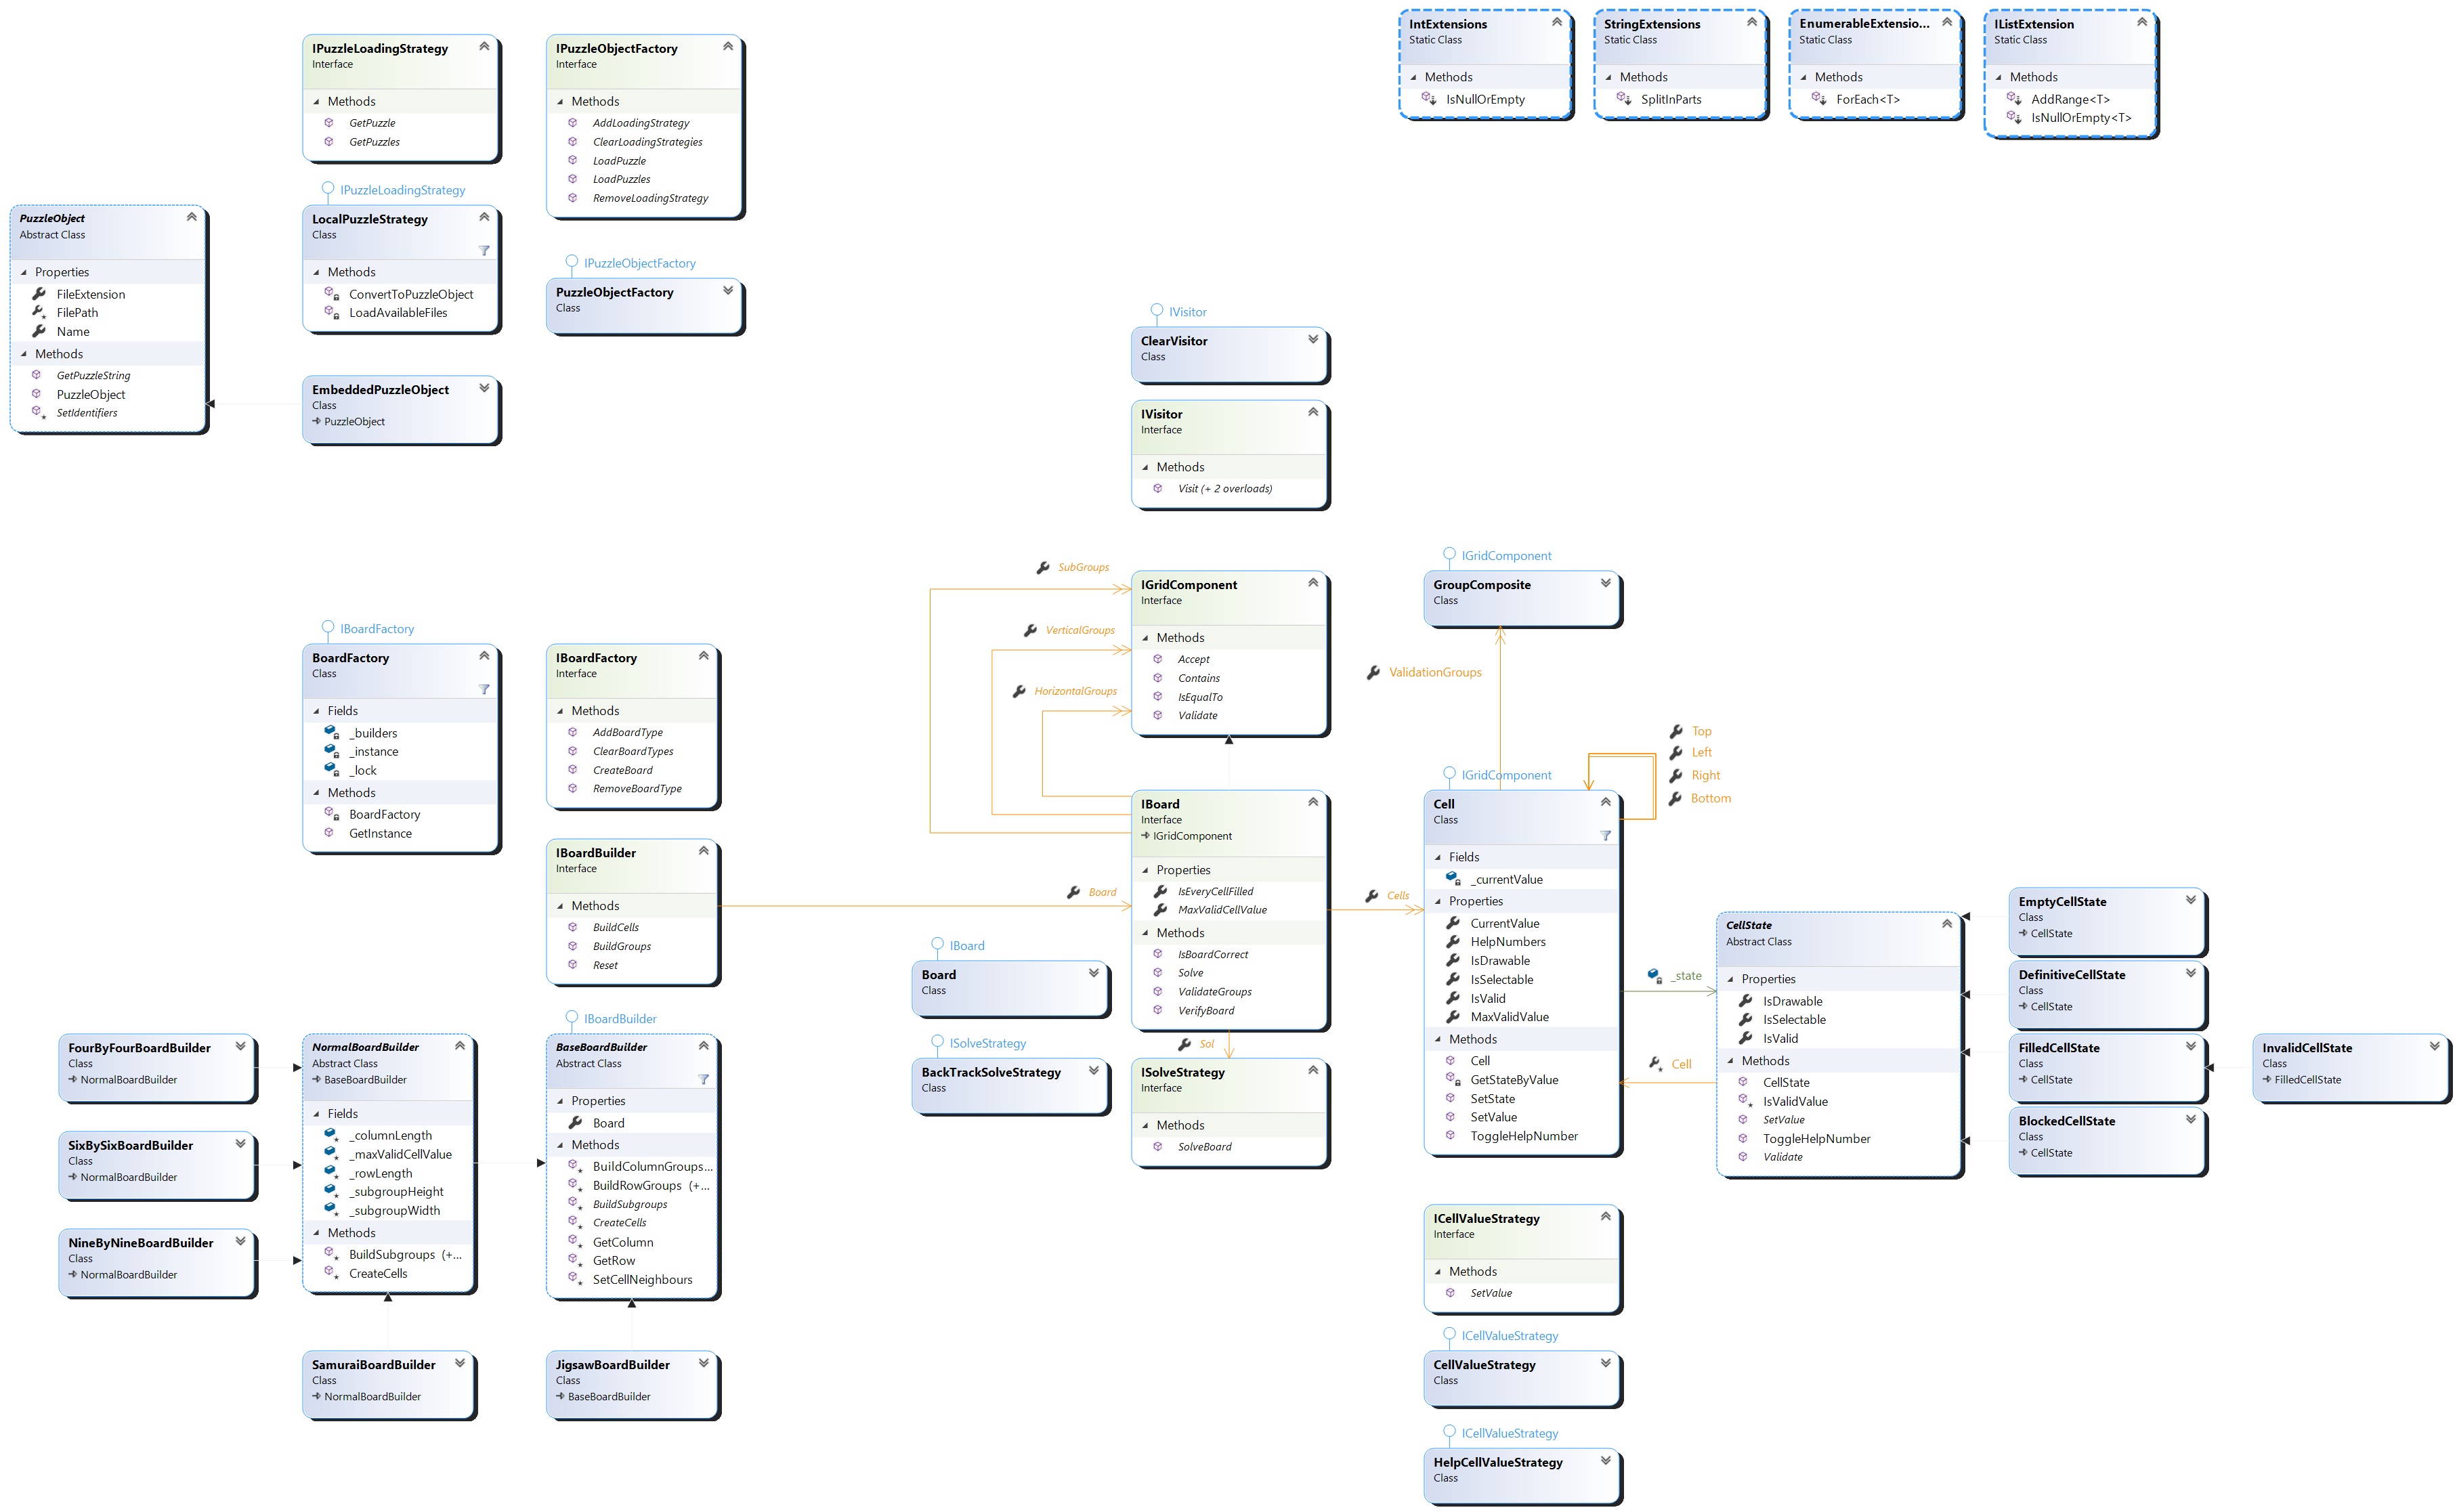 IPuzzleLoadingStrategy
Interface
Methods
GetPuzzle
GetPuzzles
IPuzzleObjectFactory
Interface
Methods
AddLoadingStrategy
ClearLoadingStrategies
LoadPuzzle
LoadPuzzles
RemoveLoadingStrategy
IntExtensions
Static Class
Methods
IsNullOrEmpty
StringExtensions
Static Class
Methods
SplitInParts
EnumerableExtensio...
Static Class
Methods
ForEach<T>
IListExtension
Static Class
Methods
AddRange<T>
IsNullOrEmpty<T>
PuzzleObject
Abstract Class
Properties
FileExtension
FilePath
Name
Methods
GetPuzzleString
PuzzleObject
SetIdentifiers
IPuzzleLoadingStrategy
LocalPuzzleStrategy
Class
Methods
ConvertToPuzzleObject
LoadAvailableFiles
IPuzzleObjectFactory
PuzzleObjectFactory
Class
EmbeddedPuzzleObject
Class
PuzzleObject
IVisitor
ClearVisitor
Class
IVisitor
Interface
Methods
Visit (+ 2 overloads)
SubGroups
VerticalGroups
HorizontalGroups
IGridComponent
Interface
Methods
Accept
Contains
IsEqualTo
Validate
IGridComponent
GroupComposite
Class
ValidationGroups
IBoardFactory
BoardFactory
Class
Fields
_builders
_instance
_lock
Methods
BoardFactory
GetInstance
IBoardFactory
Interface
Methods
AddBoardType
ClearBoardTypes
CreateBoard
RemoveBoardType
IBoardBuilder
Interface
Methods
BuildCells
BuildGroups
Reset
Board
IBoard
Interface
IGridComponent
Properties
IsEveryCellFilled
MaxValidCellValue
Methods
IsBoardCorrect
Solve
ValidateGroups
VerifyBoard
Cells
IGridComponent
Cell
Class
Fields
_currentValue
Properties
CurrentValue
HelpNumbers
IsDrawable
IsSelectable
IsValid
MaxValidValue
Methods
Cell
GetStateByValue
SetState
SetValue
ToggleHelpNumber
Top
Left
Right
Bottom
_state
Cell
CellState
Abstract Class
Properties
IsDrawable
IsSelectable
IsValid
Methods
CellState
IsValidValue
SetValue
ToggleHelpNumber
Validate
EmptyCellState
Class
CellState
DefinitiveCellState
Class
CellState
FilledCellState
Class
CellState
BlockedCellState
Class
CellState
InvalidCellState
Class
FilledCellState
IBoard
Board
Class
ISolveStrategy
BackTrackSolveStrategy
Class
Sol
ISolveStrategy
Interface
Methods
SolveBoard
FourByFourBoardBuilder
Class
NormalBoardBuilder
SixBySixBoardBuilder
Class
NormalBoardBuilder
NineByNineBoardBuilder
Class
NormalBoardBuilder
NormalBoardBuilder
Abstract Class
BaseBoardBuilder
Fields
_columnLength
_maxValidCellValue
_rowLength
_subgroupHeight
_subgroupWidth
Methods
BuildSubgroups (+...
CreateCells
IBoardBuilder
BaseBoardBuilder
Abstract Class
Properties
Board
Methods
BuildColumnGroups...
BuildRowGroups (+...
BuildSubgroups
CreateCells
GetColumn
GetRow
SetCellNeighbours
SamuraiBoardBuilder
Class
NormalBoardBuilder
JigsawBoardBuilder
Class
BaseBoardBuilder
ICellValueStrategy
Interface
Methods
SetValue
ICellValueStrategy
CellValueStrategy
Class
ICellValueStrategy
HelpCellValueStrategy
Class